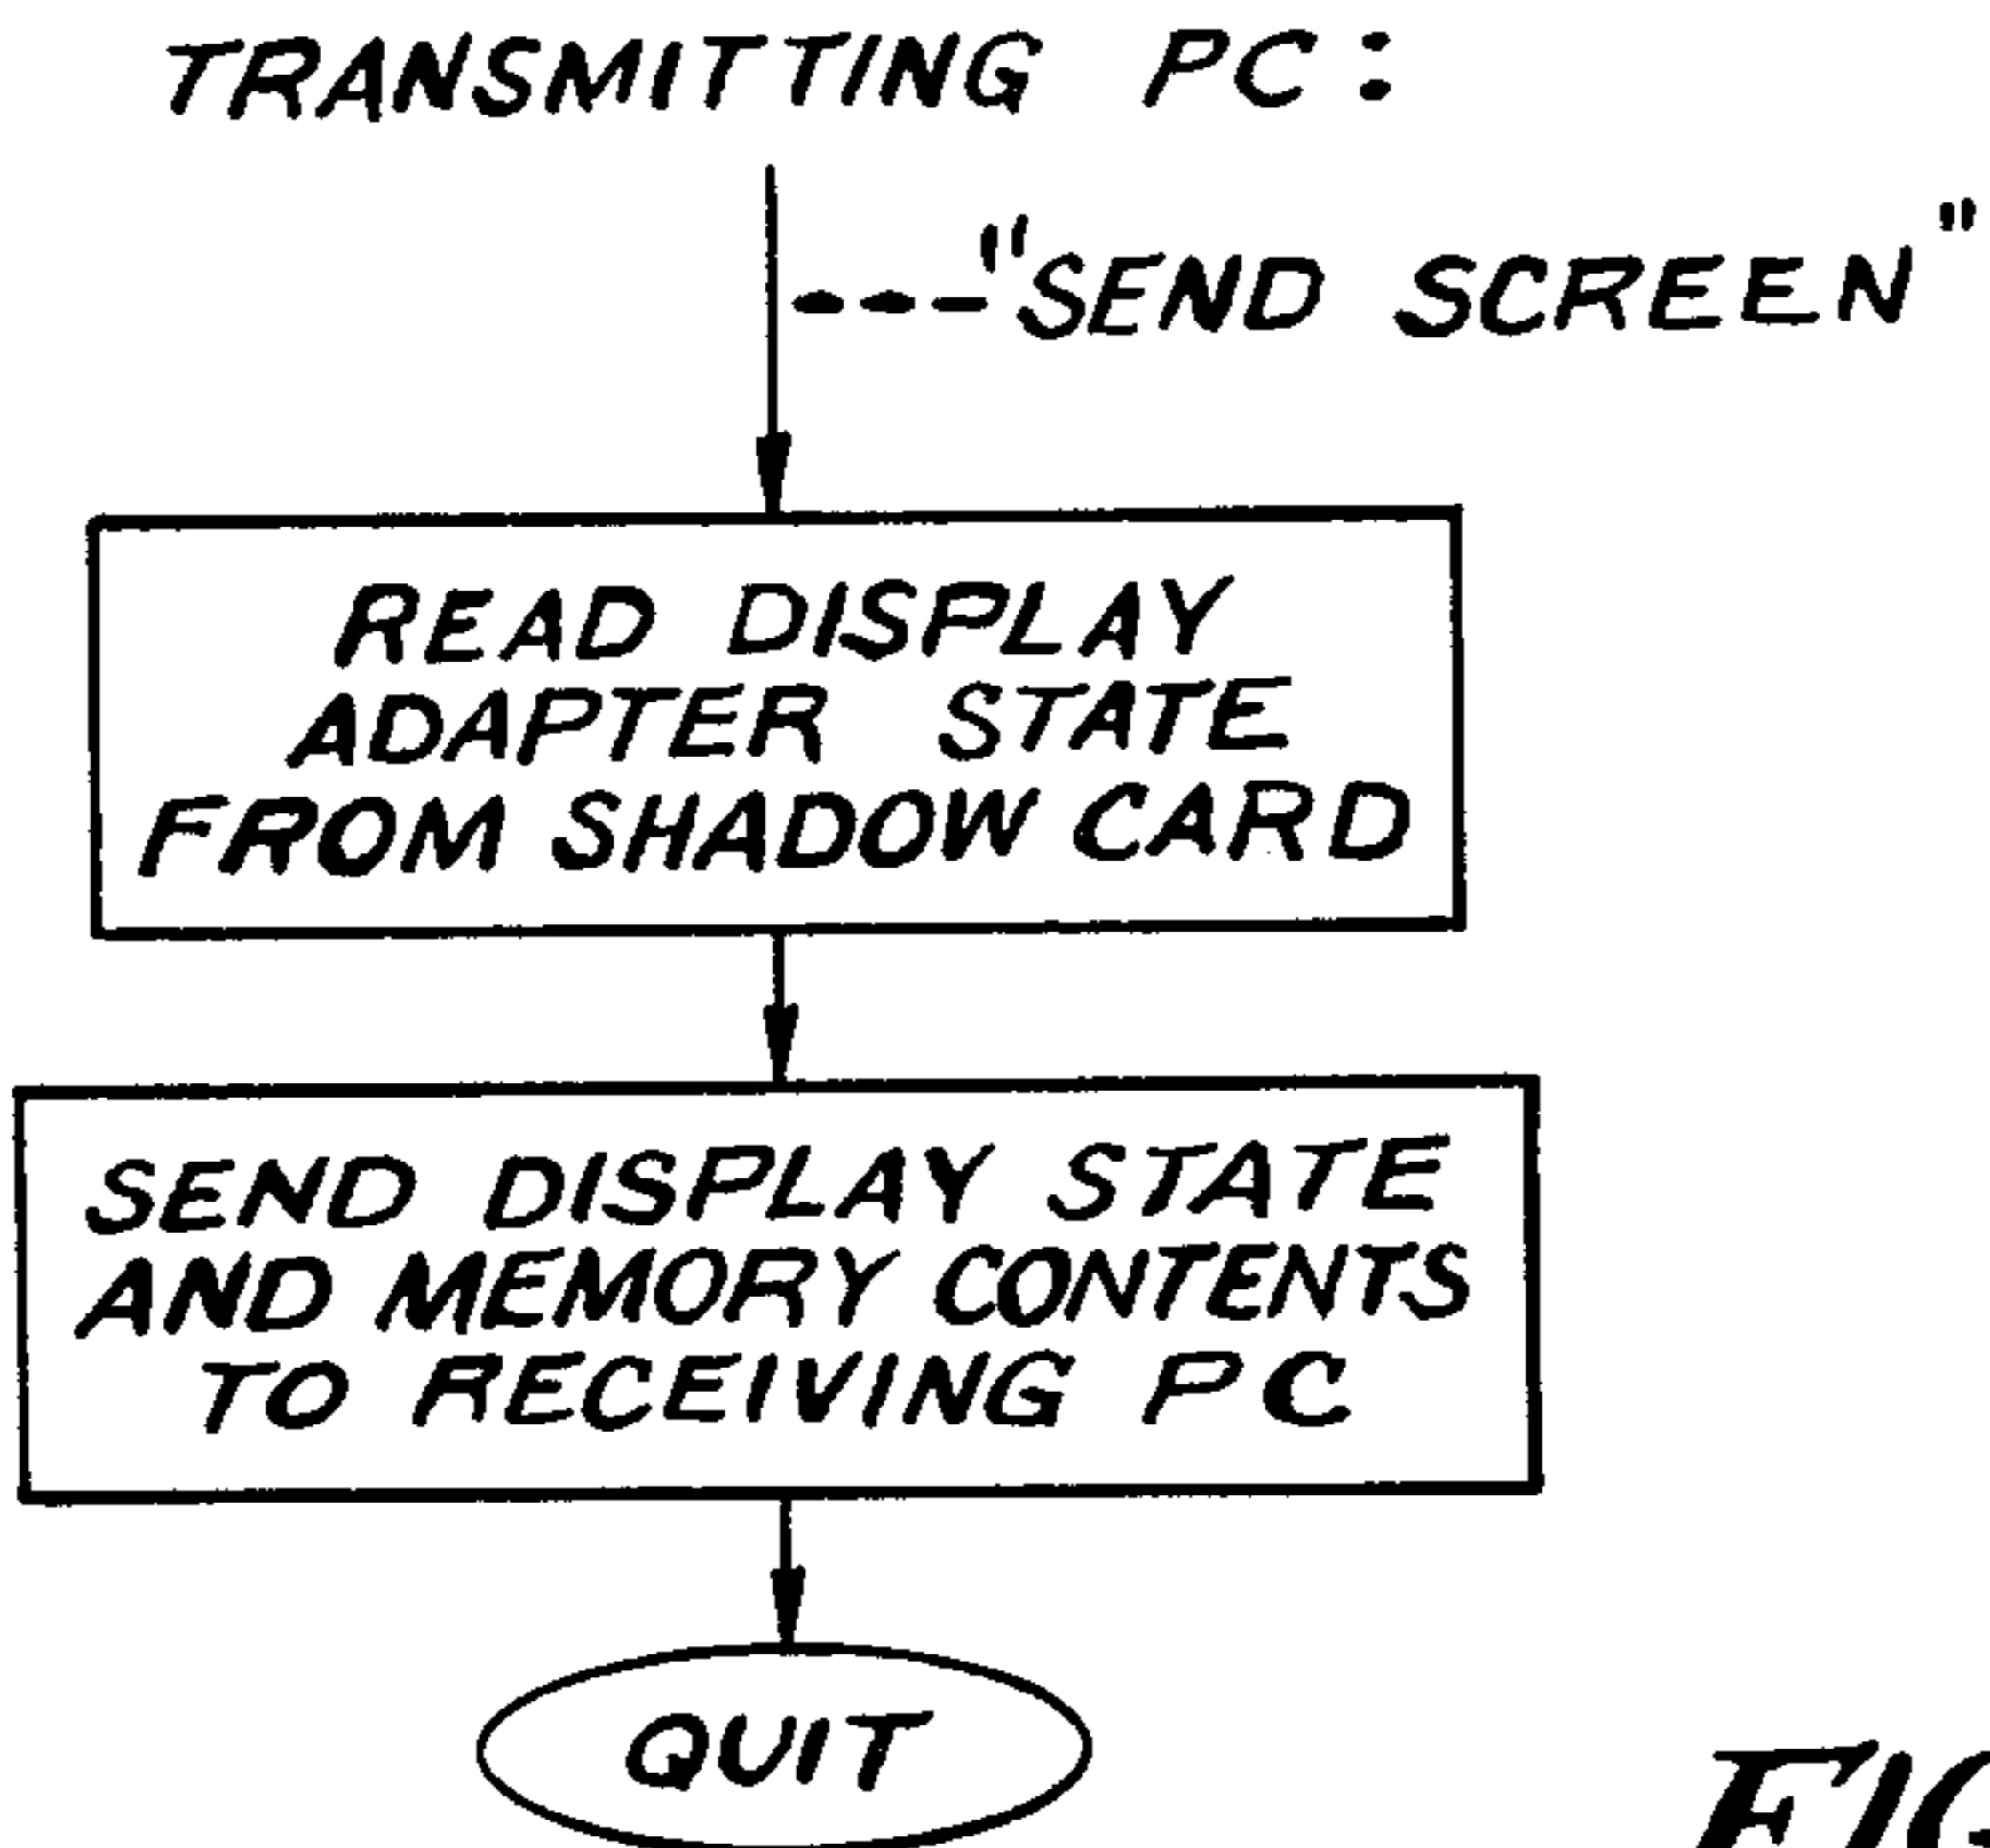 TRANSMITTING PC:
"SEND SCREEN"
READ DISPLAY
ADAPTER STATE
FROM SHADOW CARD
SEND DISPLAY STATE
AND MEMORY CONTENTS
TO RECEIVING PC
QUIT